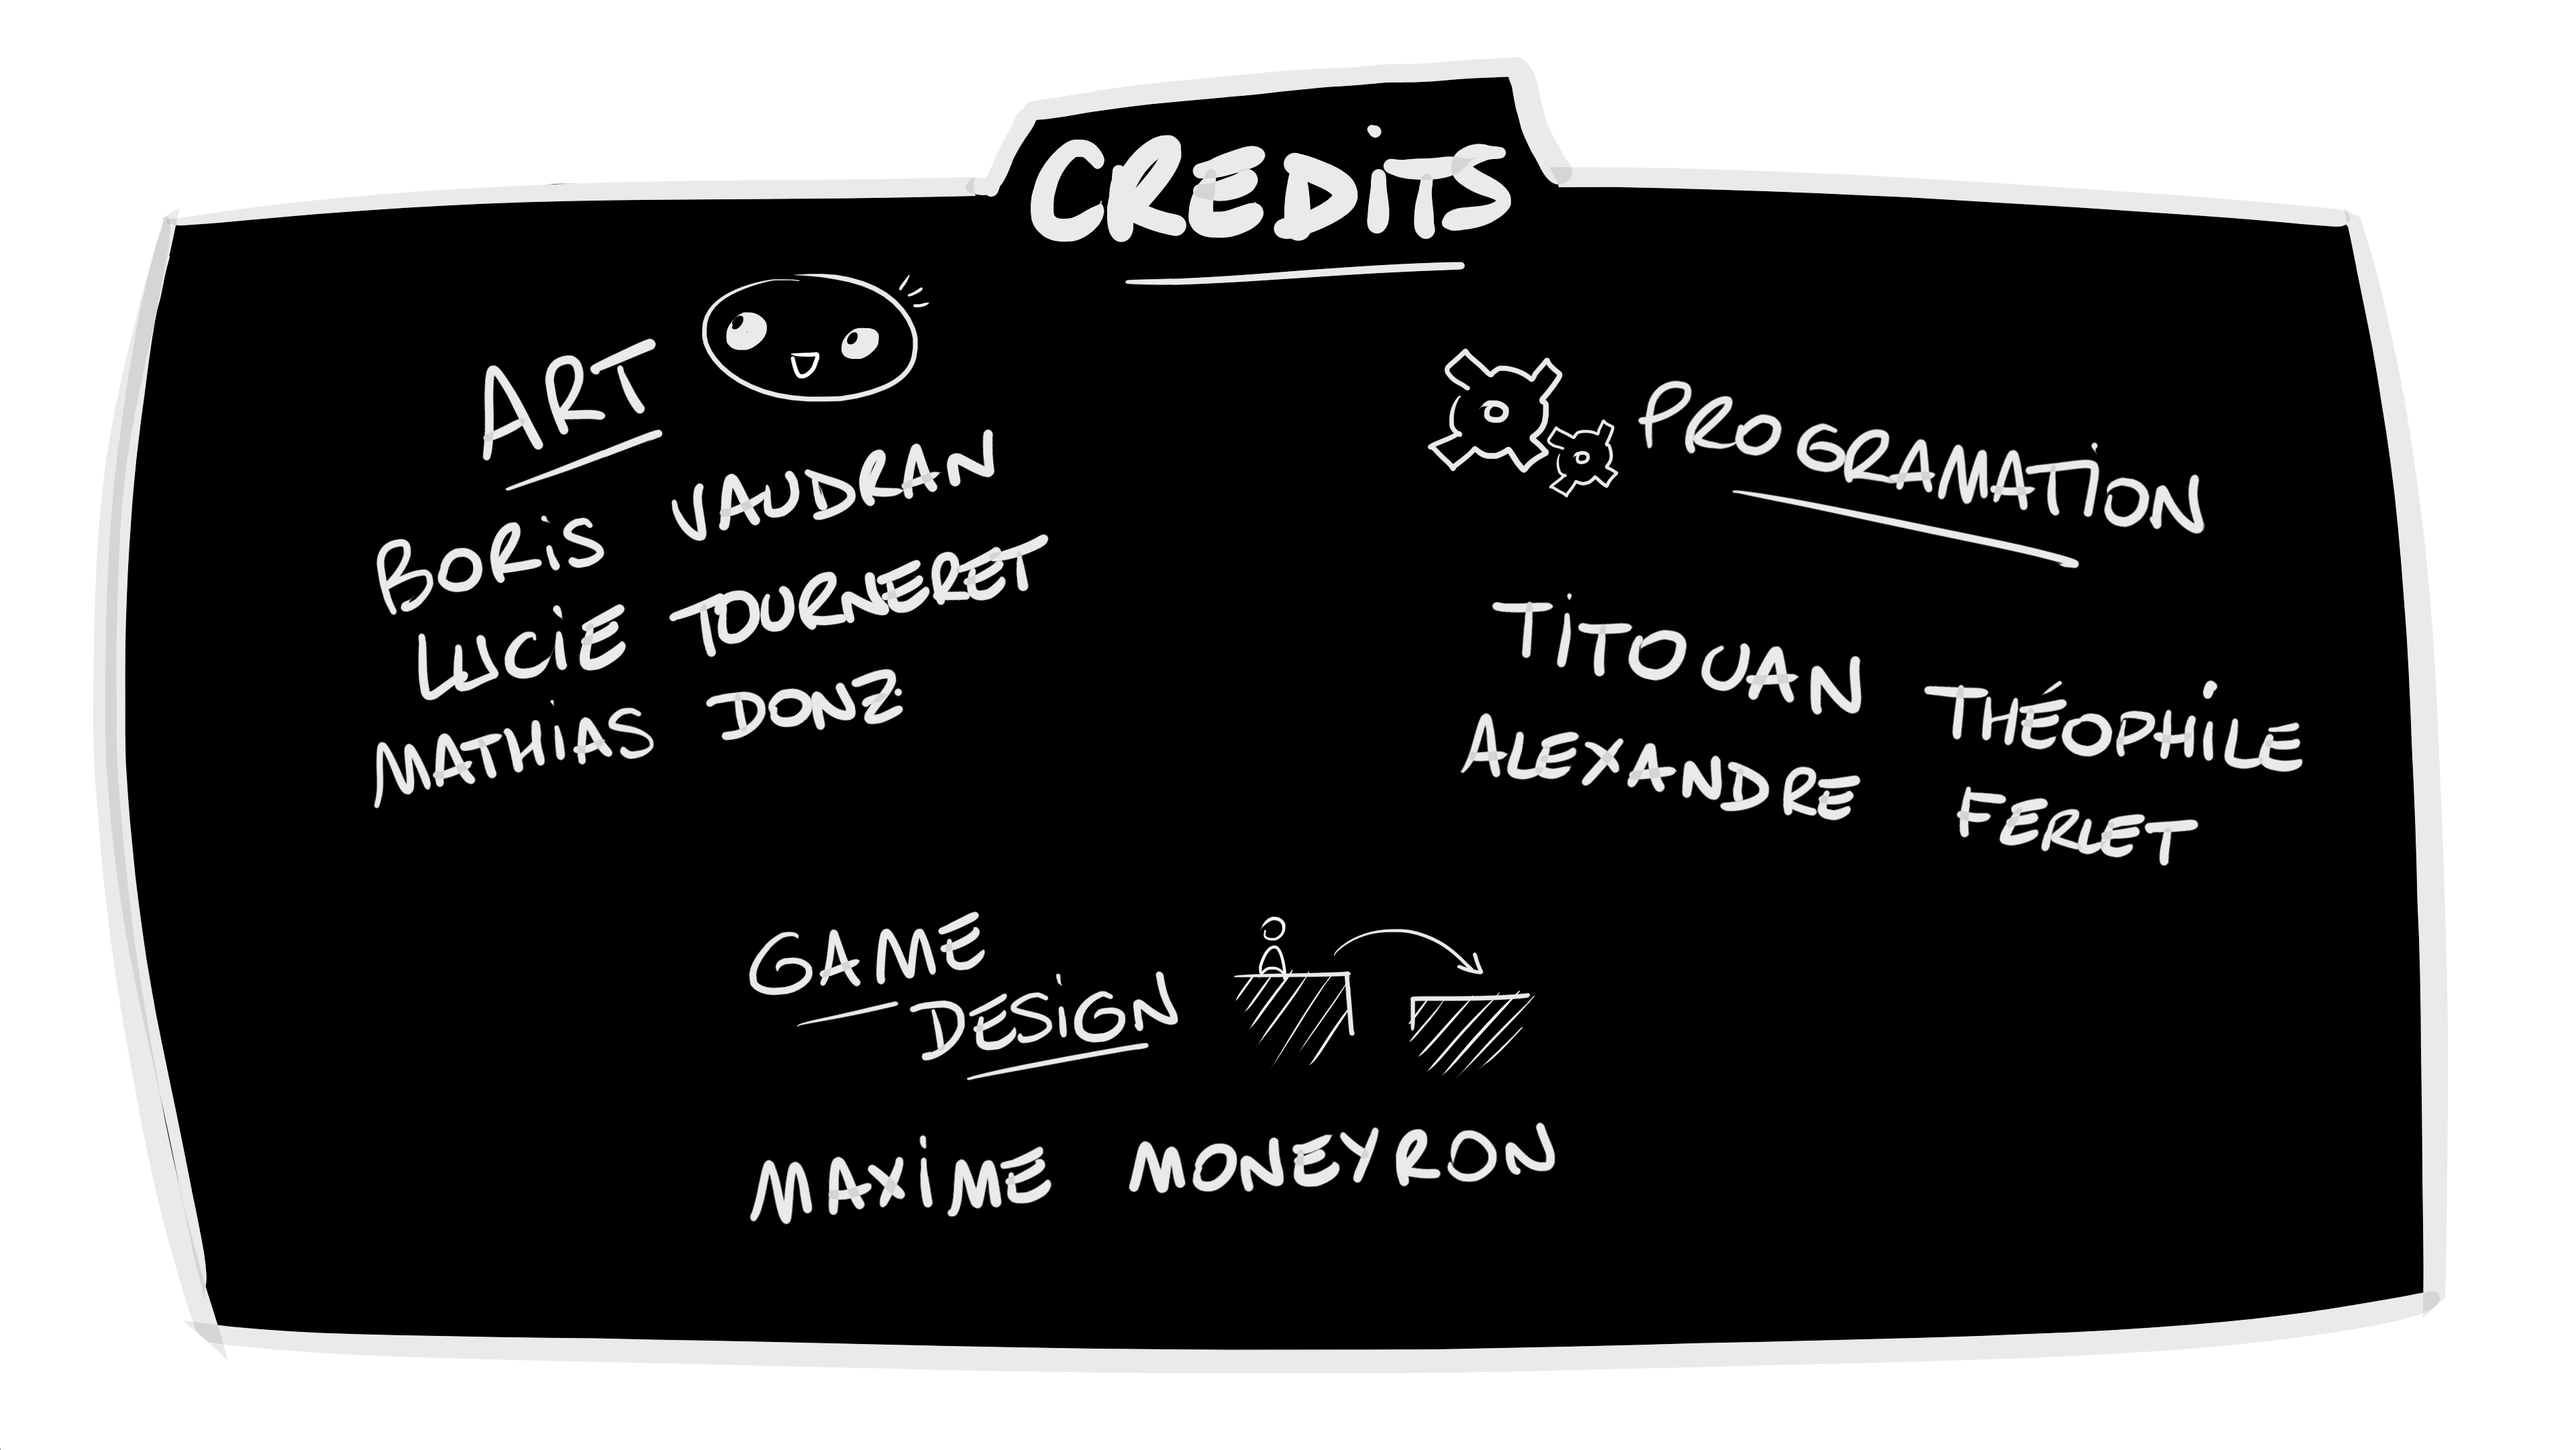 CREDiTS
ART
BORiS VAUDRAN
LUCiE TOURNERET
MATHiAS DONZ
PROGRAMATiON
TiTOUAN THÉOPHiLE
ALEXANDRE FERLET
GAME
DESiGN
MAXiME MONEYRON